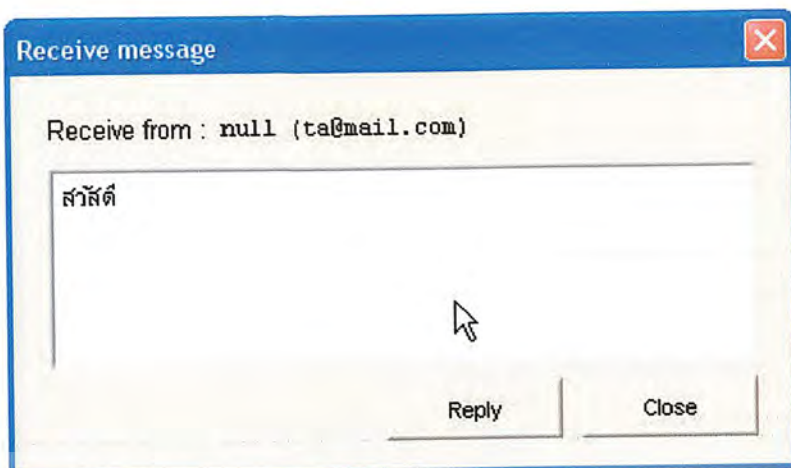 Receive message
Receive from : null (ta@mail.com)
สวัสดี
Reply
Close